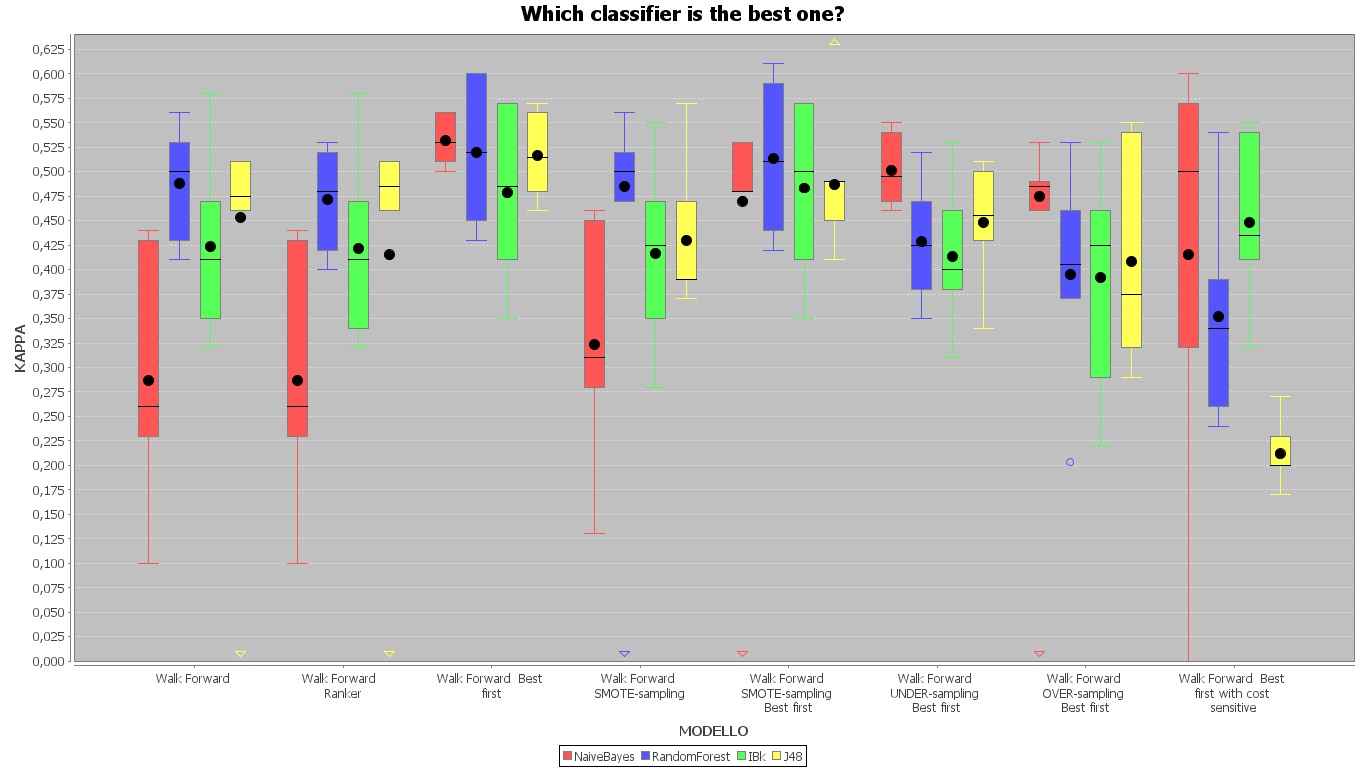 Which classifier is the best one?
0,625
0,600
0,575
0,550
0,525
0,500
0,475
0,450
0,425
0,400
0,375
0,350
0,325
0,300
0,275
0,250
0,225
0,200
0,175
0,150
0,125
0,100
0,075
0,050
0,025
0,000
KAPPA
Walk Forward
Walk Forward
Ranker
Walk Forward Best
first
Walk Forward
SMOTE-sampling
Walk Forward
SMOTE-sampling
Best first
Walk Forward
UNDER-sampling
Best first
Walk Forward
OVER-sampling
Best first
Walk Forward Best
first with cost
sensitive
MODELLO
NaiveBayes RandomForest IBk J48